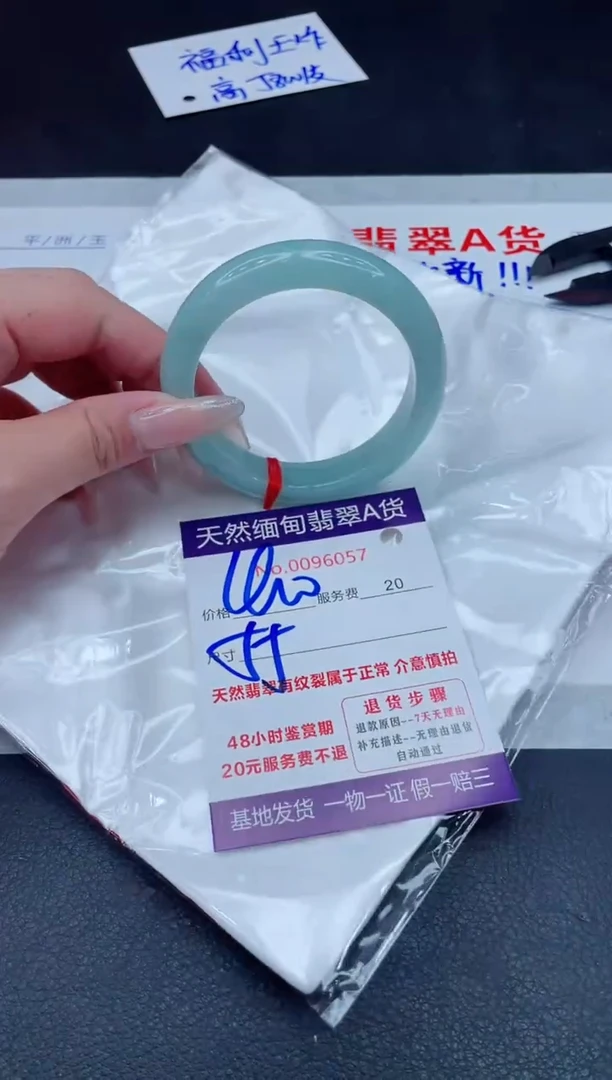 福利王炸
高
翡翠A货
新!!!
天然缅甸翡翠A货
No,0096057
价格
服务费 20
尺寸
天然翡翠有纹裂属于正常 介意慎拍
48小时鉴赏期
20元服务费不退
退货步骤
退款原因--7天无理由
补充描述--无理由退货
自动通过
基地发货 一物一证 假一赔三